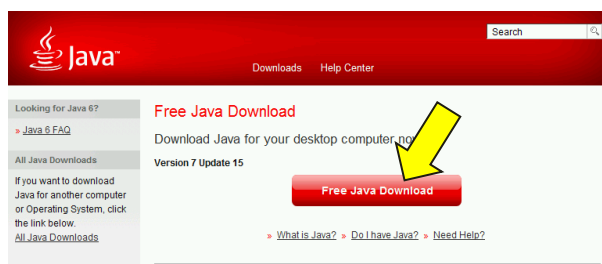 Search
Java™
Downloads Help Center
Looking for Java 6?
» Java 6 FAQ
All Java Downloads
If you want to download
Java for another computer
or Operating System, click
the link below.
All Java Downloads
Free Java Download
Download Java for your desktop computer
Version 7 Update 15
Free Java Download
» What is Java? » Do I have Java? » Need Help?